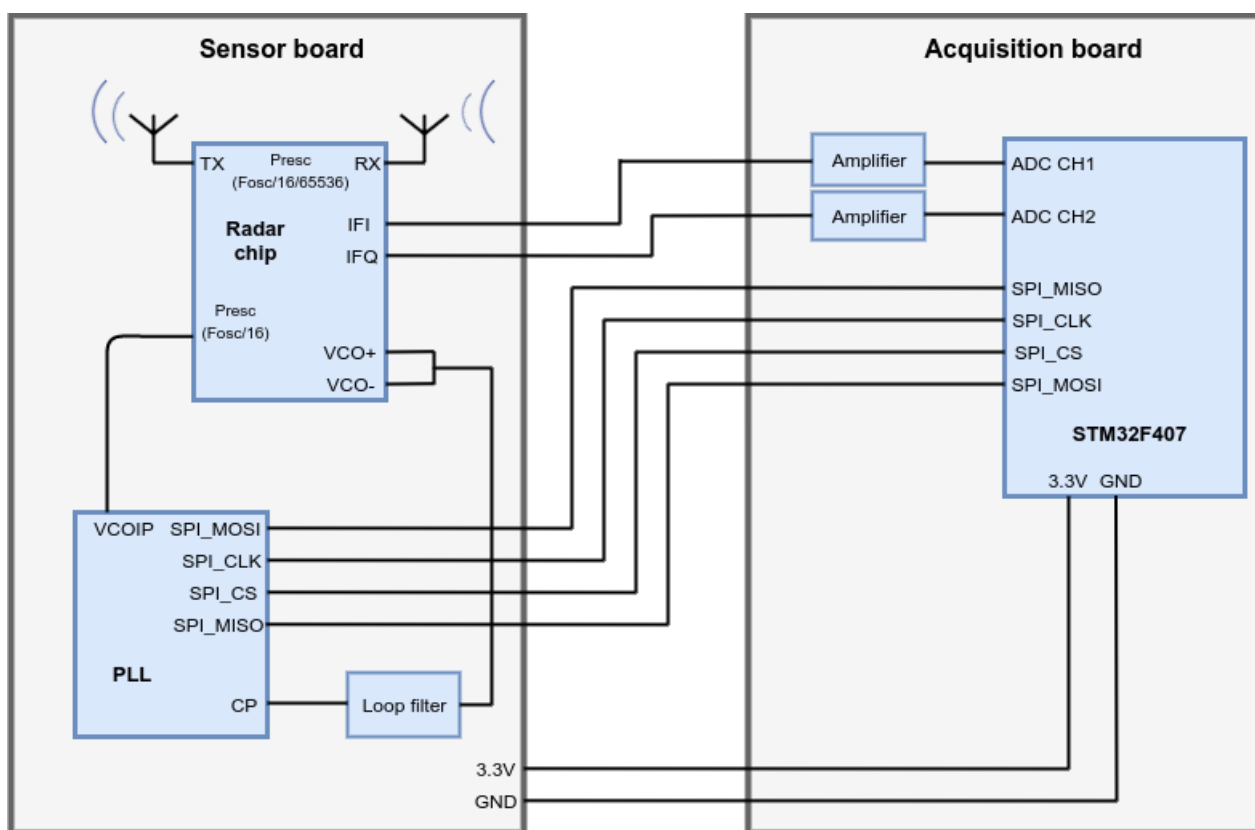 Sensor board
TX
Presc
(Fosc/16/65536)
RX
Radar
chip
IFI
IFQ
Presc
(Fosc/16)
VCO+
VCO-
VCOIP
SPI_MOSI
SPI_CLK
SPI_CS
SPI_MISO
PLL
CP
Loop filter
3.3V
GND
Acquisition board
Amplifier
Amplifier
ADC CH1
ADC CH2
SPI_MISO
SPI_CLK
SPI_CS
SPI_MOSI
STM32F407
3.3V GND